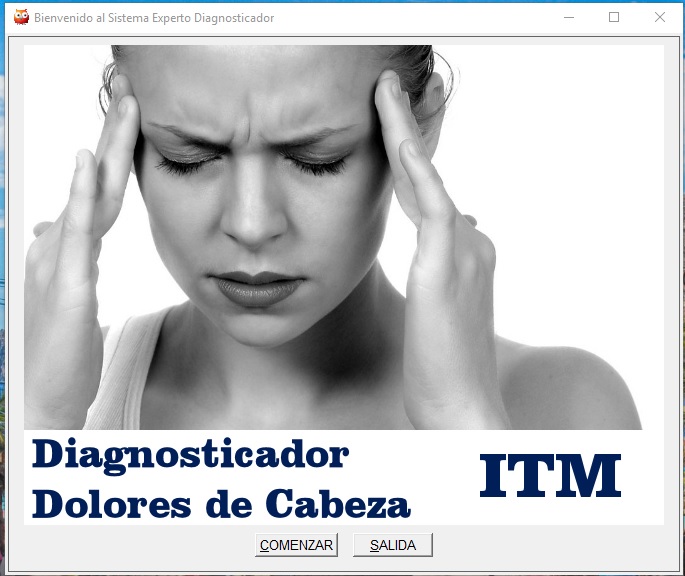 Bienvenido al Sistema Experto Diagnosticador
Diagnosticador
Dolores de Cabeza
ITM
COMENZAR
SALIDA